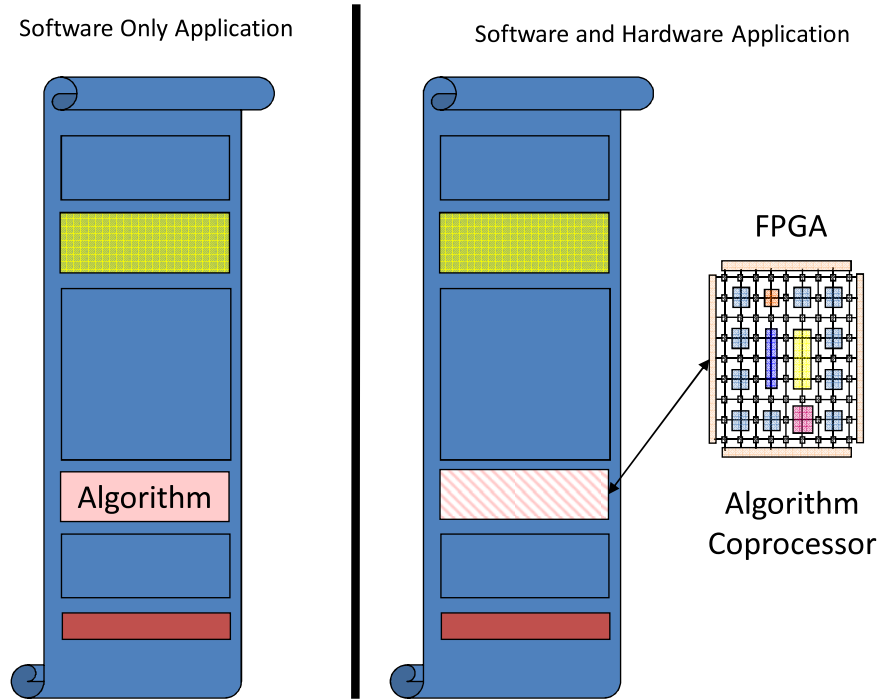 Software Only Application
Software and Hardware Application
FPGA
Algorithm
Algorithm
Coprocessor